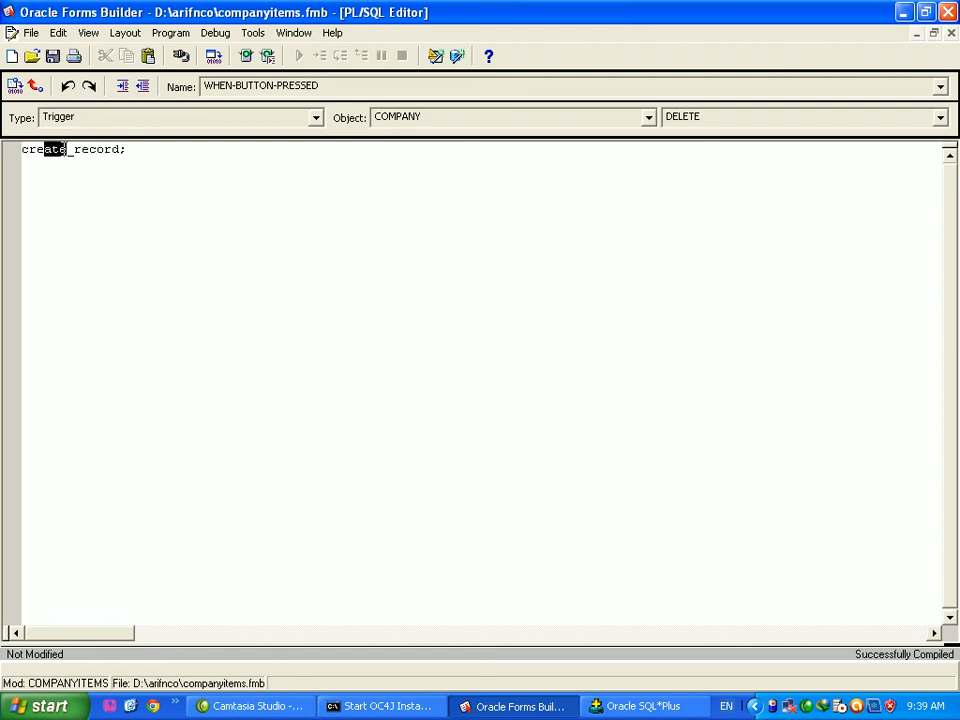 Oracle Forms Builder - D:\arifnco\companyitems.fmb - [PL/SQL Editor]
File Edit View Layout Program Debug Tools Window Help
Name: WHEN-BUTTON-PRESSED
Type: Trigger Object: COMPANY DELETE
create_record;
Not Modified Successfully Compiled
Mod: COMPANYITEMS File: D:\arifnco\companyitems.fmb
start Camtasia Studio -... Start OC4J Insta... Oracle Forms Buil... Oracle SQL*Plus EN 9:39 AM